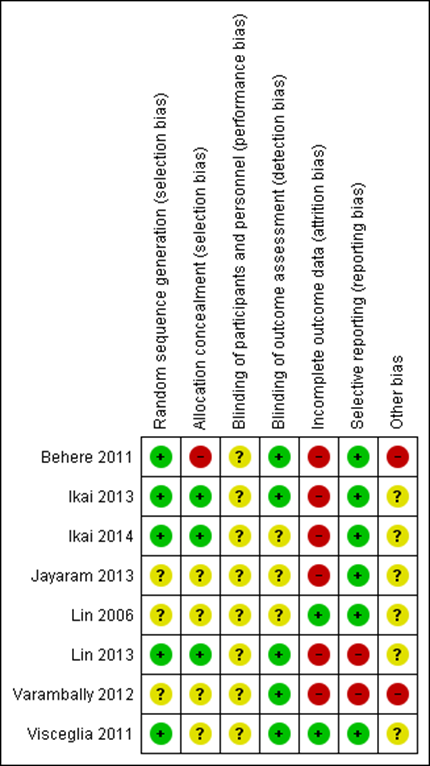 Random sequence generation (selection bias)
Allocation concealment (selection bias)
Blinding of participants and personnel (performance bias)
Blinding of outcome assessment (detection bias)
Incomplete outcome data (attrition bias)
Selective reporting (reporting bias)
Other bias
Behere 2011 + - ? + - + -
Ikai 2013 + + ? + - + ?
Ikai 2014 + + ? ? - + ?
Jayaram 2013 ? ? ? ? - + ?
Lin 2006 ? ? ? ? + + ?
Lin 2013 + + ? + - - ?
Varambally 2012 ? ? ? + - - -
Visceglia 2011 + ? ? + + + ?